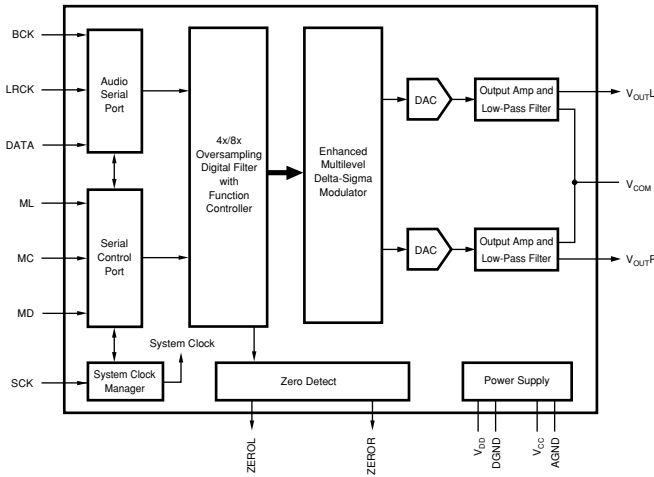 BCK
LRCK
DATA
ML
MC
MD
SCK
Audio
Serial
Port
Serial
Control
Port
System Clock
Manager
System Clock
4x/8x
Oversampling
Digital Filter
with
Function
Controller
Enhanced
Multilevel
Delta-Sigma
Modulator
DAC
Output Amp and
Low-Pass Filter
DAC
Output Amp and
Low-Pass Filter
VOUTL
VCOM
VOUTR
Zero Detect
Power Supply
ZEROL
ZEROR
VDD
DGND
VCC
AGND